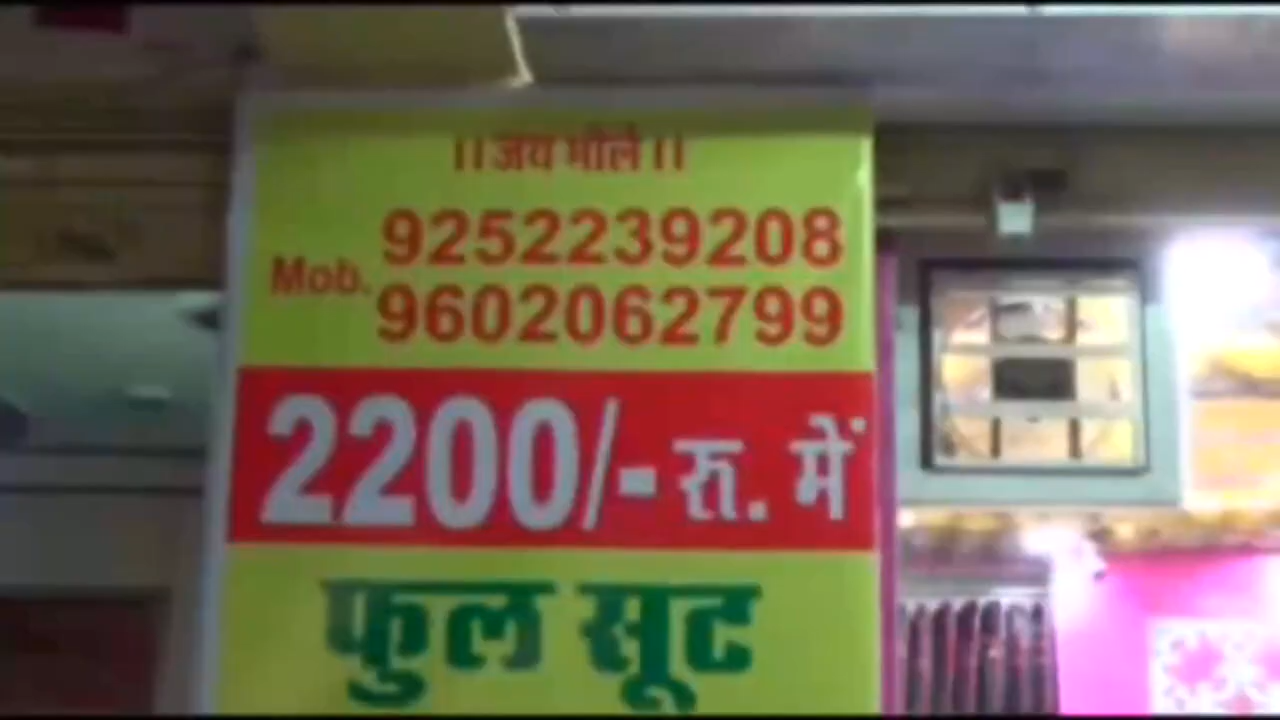 ।। जय भोले ।।
9252239208
Mob.
9602062799
2200/- रू. में
फुल सूट